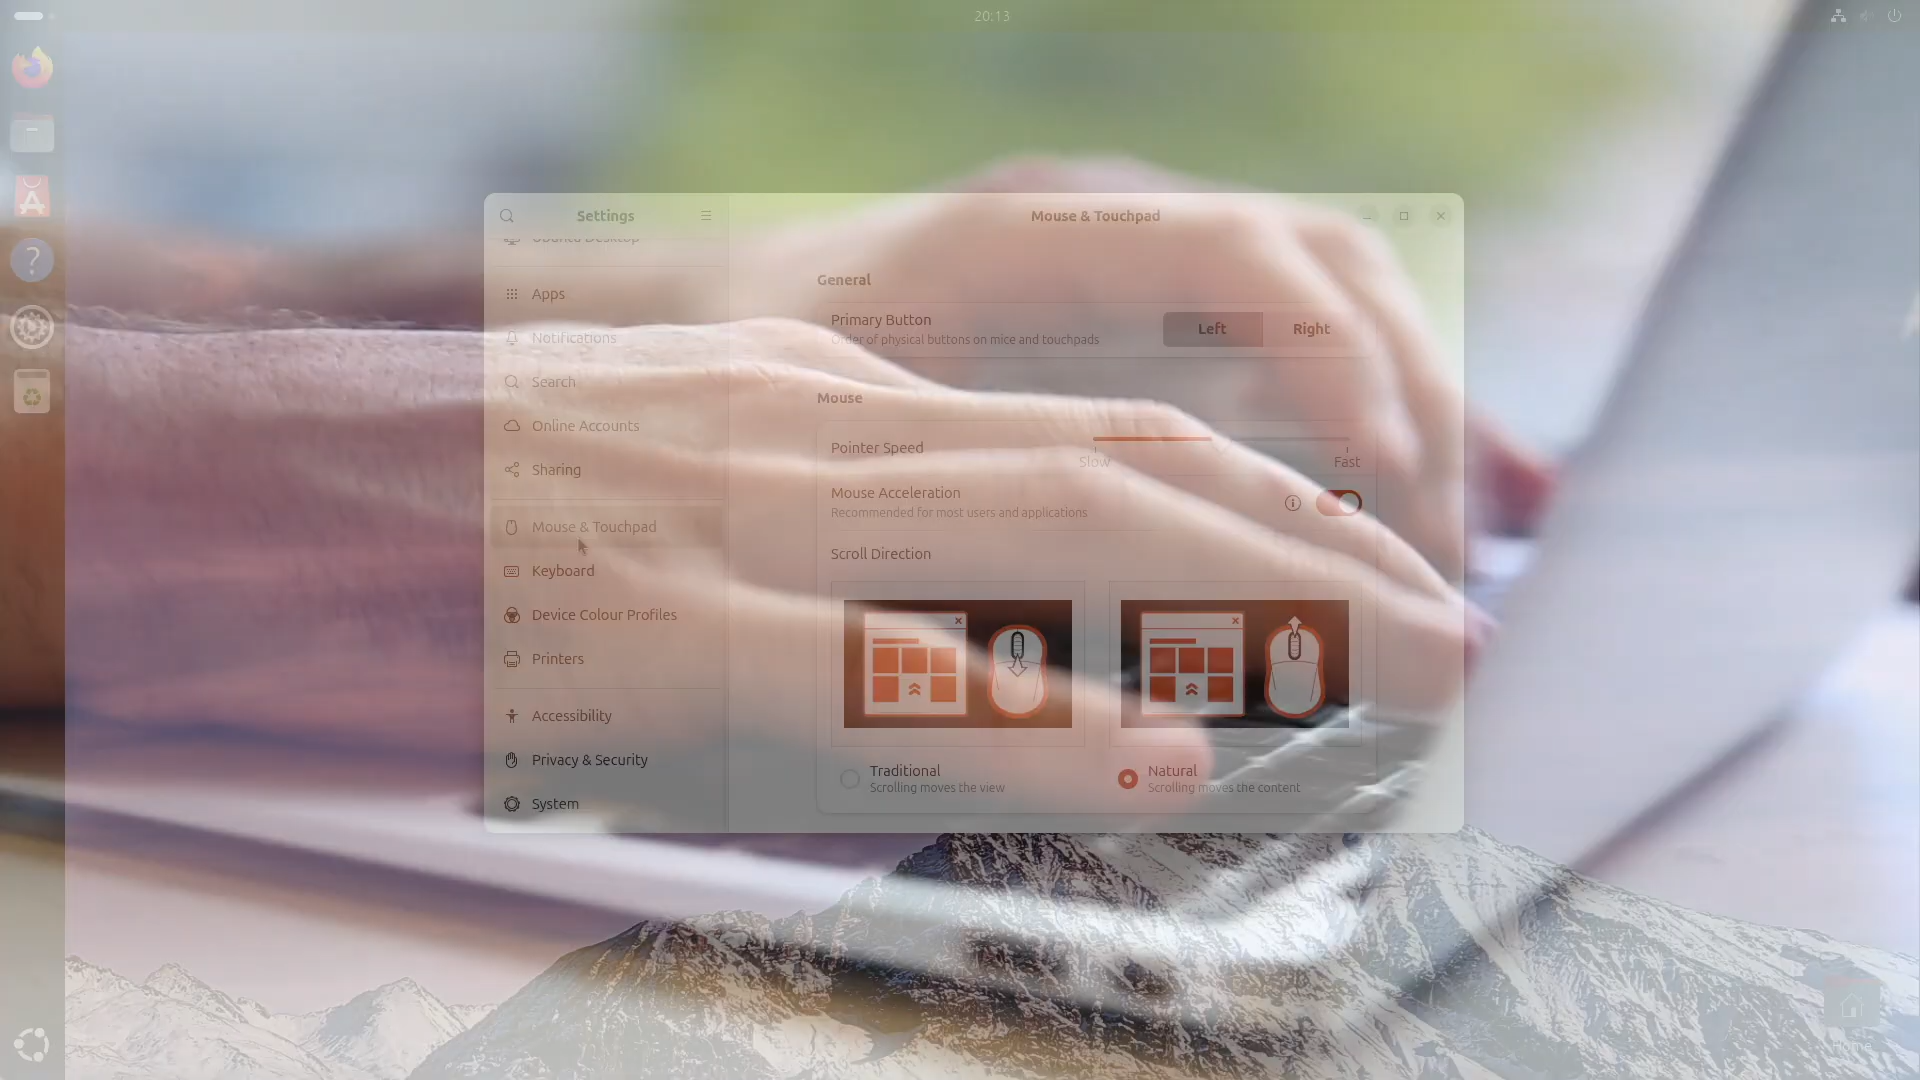 20:13
Settings
Mouse & Touchpad
Ubuntu Desktop
Apps
Notifications
Search
Online Accounts
Sharing
Mouse & Touchpad
Keyboard
Device Colour Profiles
Printers
Accessibility
Privacy & Security
System
General
Primary Button
Order of physical buttons on mice and touchpads
Left
Right
Mouse
Pointer Speed
Slow
Fast
Mouse Acceleration
Recommended for most users and applications
Scroll Direction
Traditional
Scrolling moves the view
Natural
Scrolling moves the content
Home